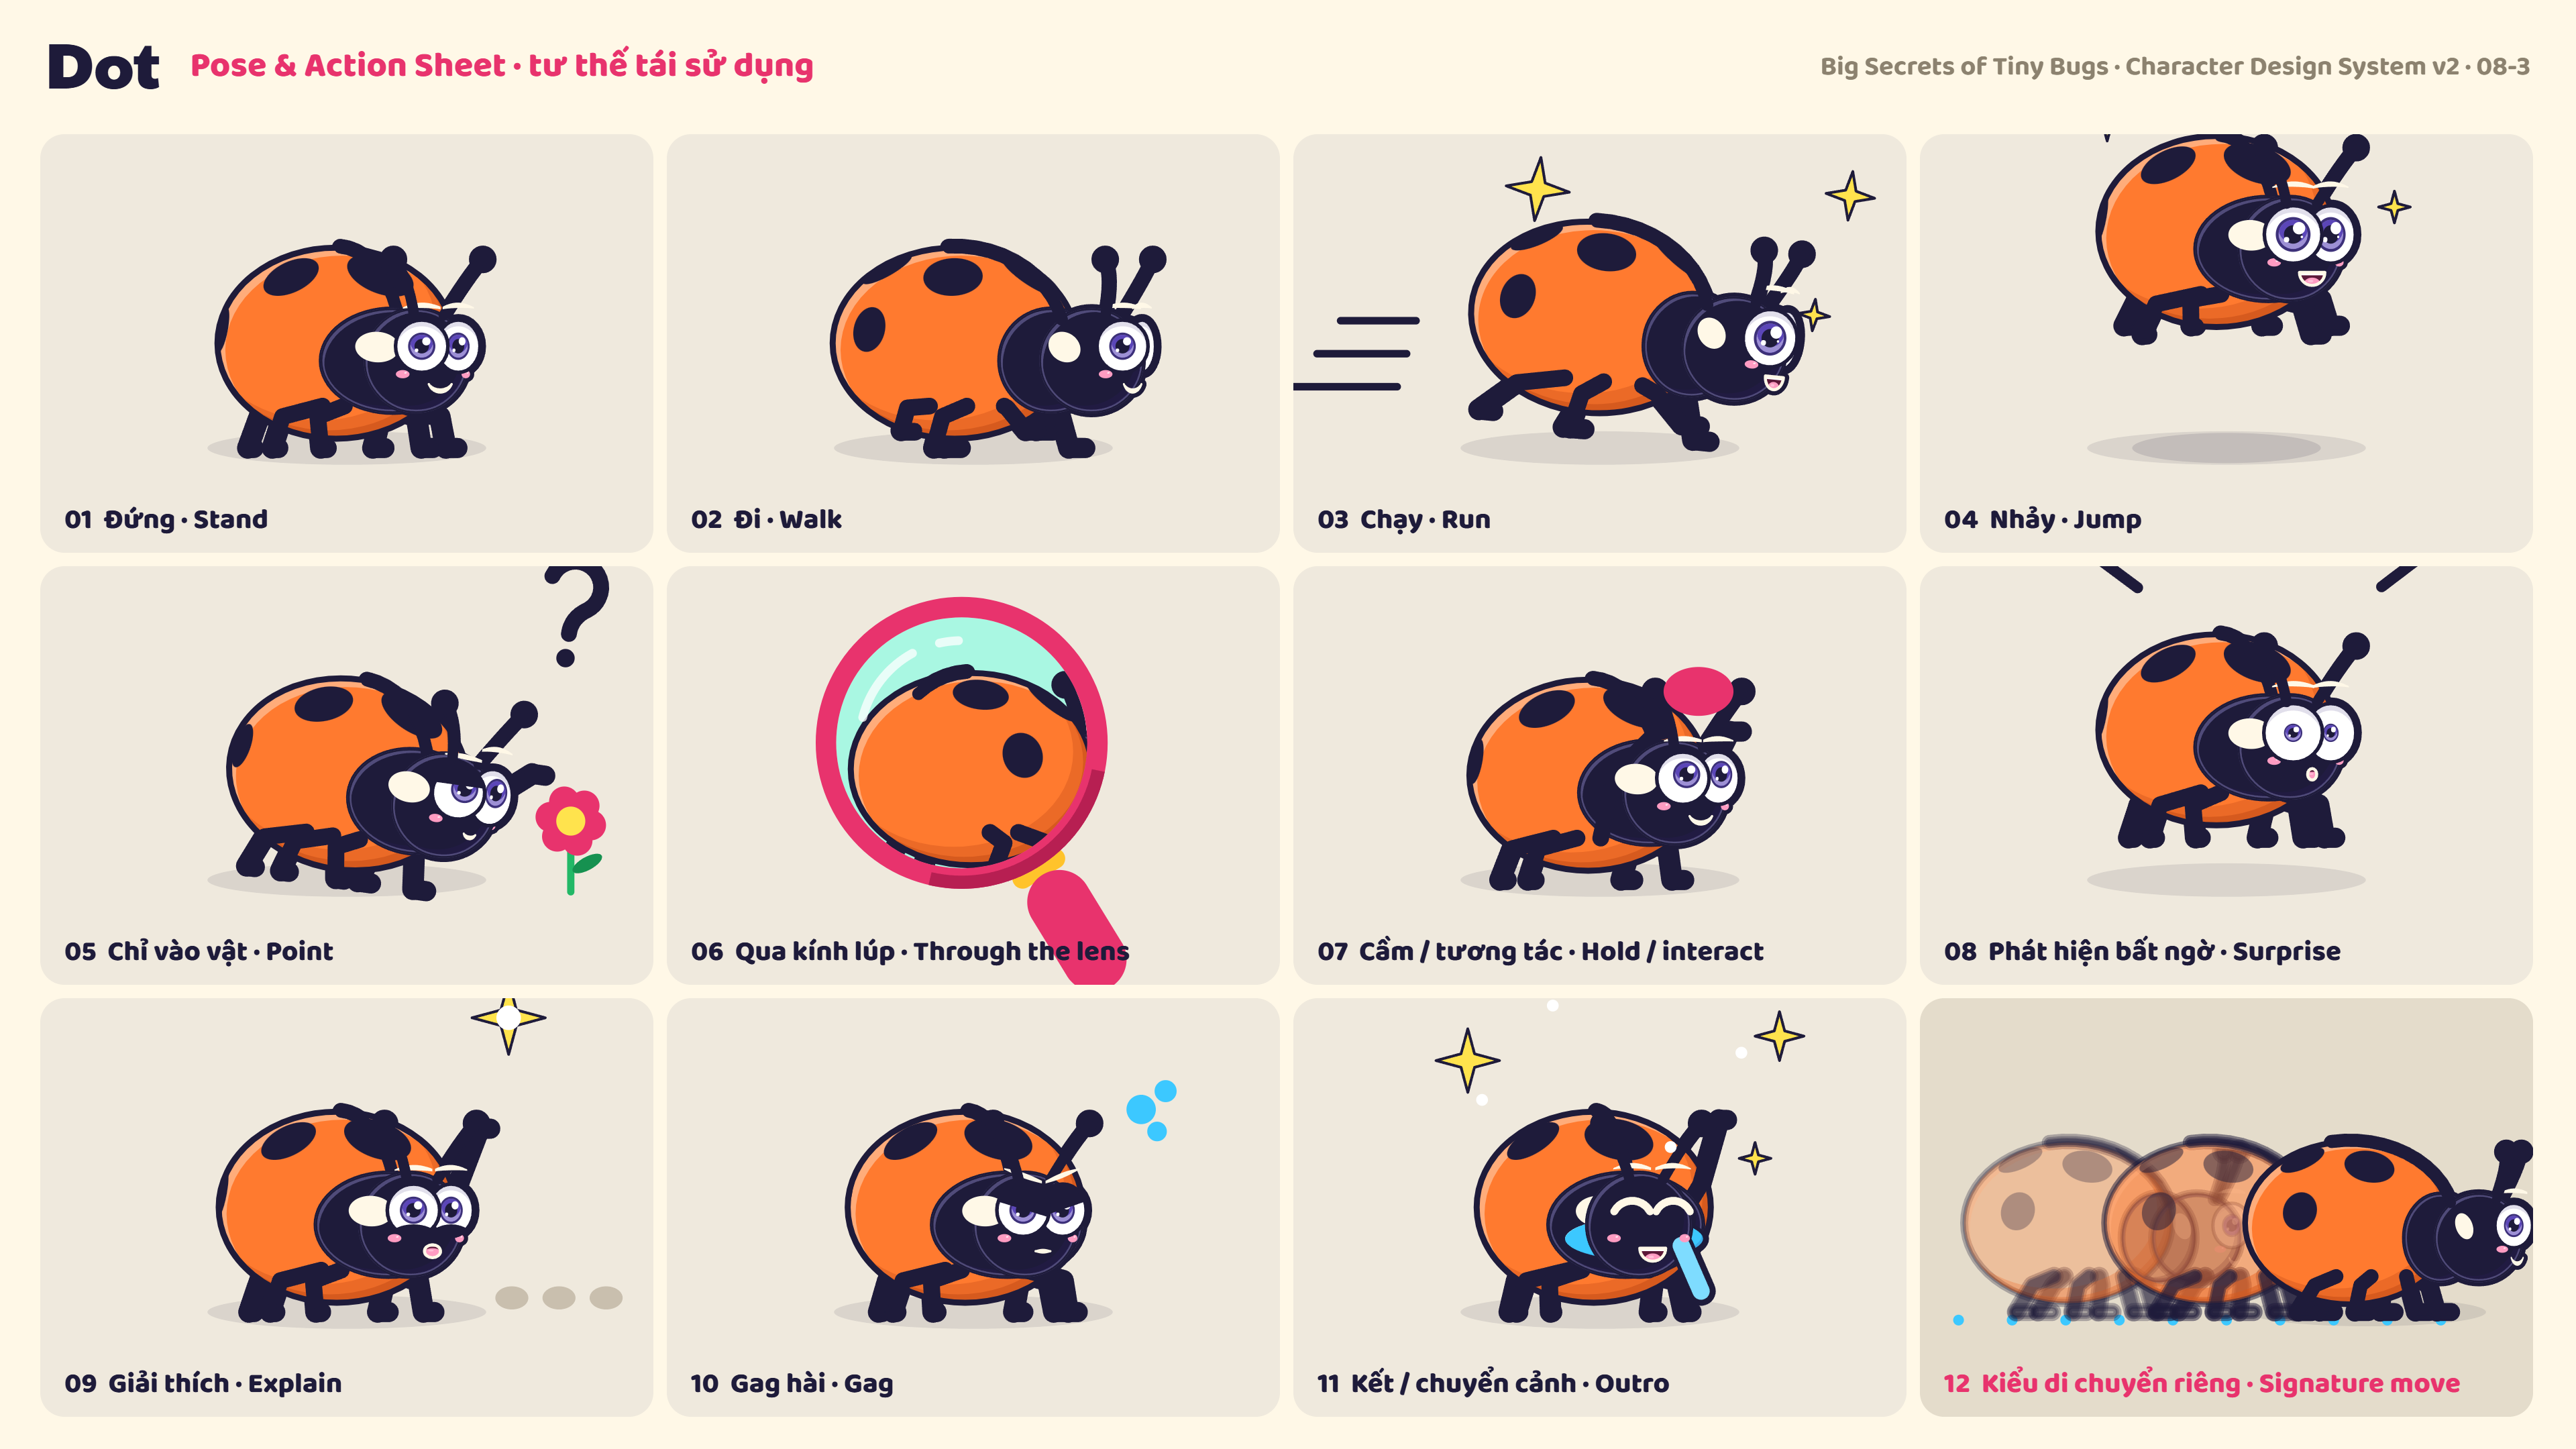 Dot
Pose & Action Sheet · tư thế tái sử dụng
Big Secrets of Tiny Bugs · Character Design System v2 · 08-3
01 Đứng · Stand
02 Đi · Walk
03 Chạy · Run
04 Nhảy · Jump
?
05 Chỉ vào vật · Point
06 Qua kính lúp · Through the lens
07 Cầm / tương tác · Hold / interact
08 Phát hiện bất ngờ · Surprise
09 Giải thích · Explain
10 Gag hài · Gag
11 Kết / chuyển cảnh · Outro
12 Kiểu di chuyển riêng · Signature move